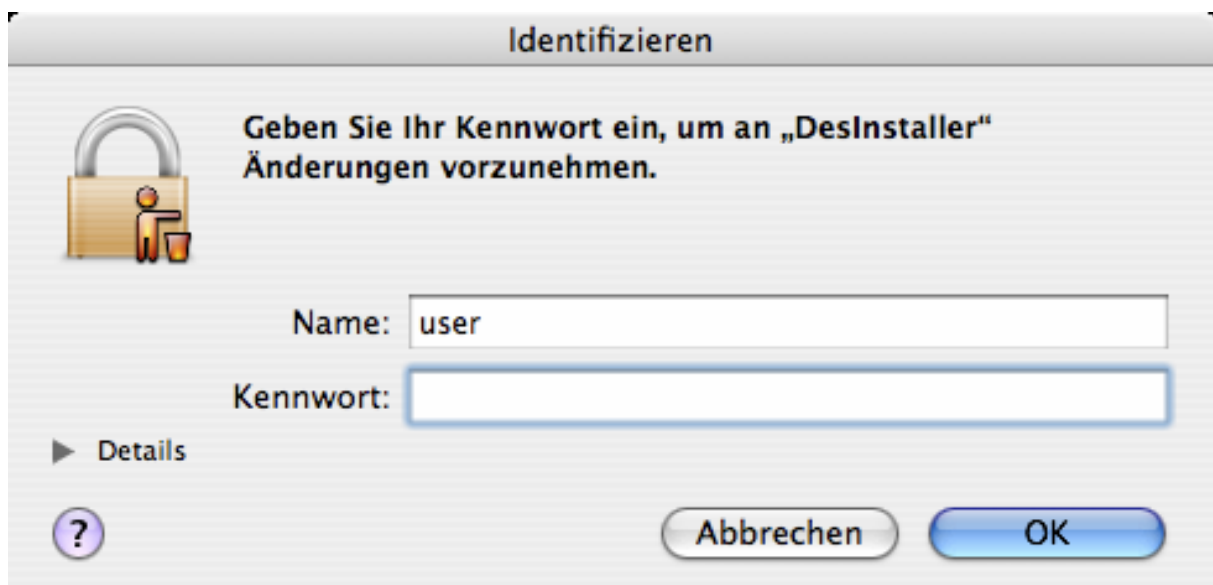 Identifizieren
Geben Sie Ihr Kennwort ein, um an „DesInstaller“
Änderungen vorzunehmen.
Name: user
Kennwort:
Details
?
Abbrechen
OK